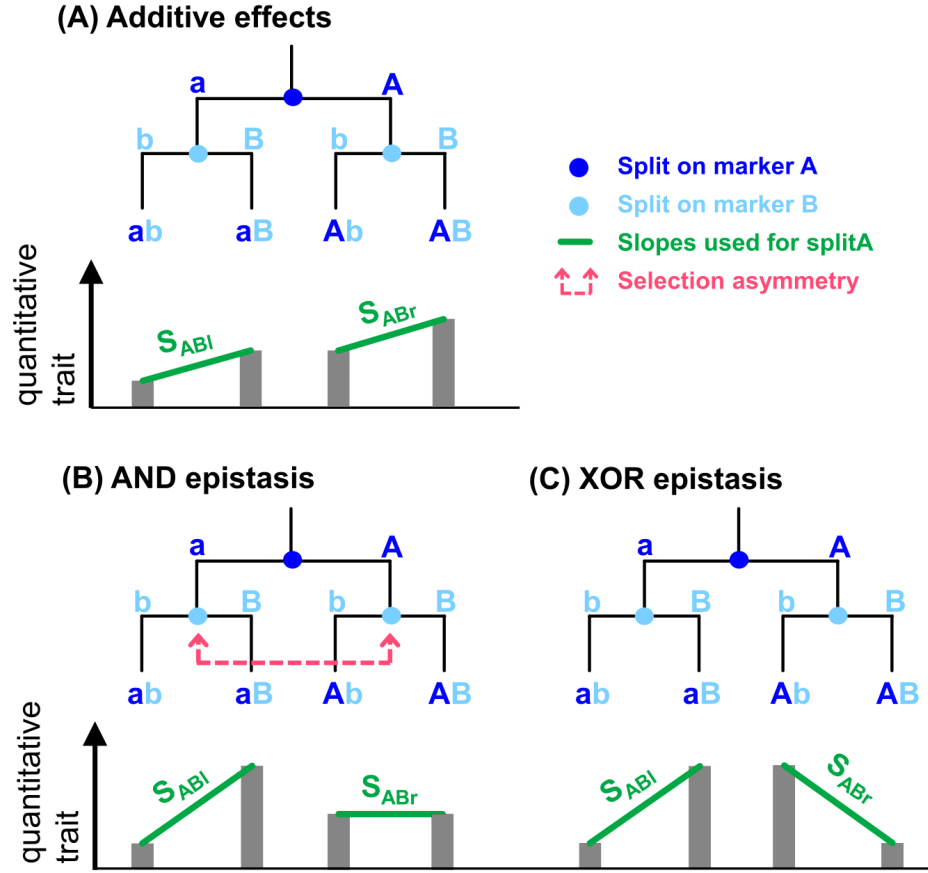 (A) Additive effects
a A
b B b B
ab aB Ab AB
Split on marker A
Split on marker B
Slopes used for splitA
Selection asymmetry
quantitative
trait
SABl SABr
(B) AND epistasis
a A
b B b B
ab aB Ab AB
quantitative
trait
SABl SABr
(C) XOR epistasis
a A
b B b B
ab aB Ab AB
SABl SABr